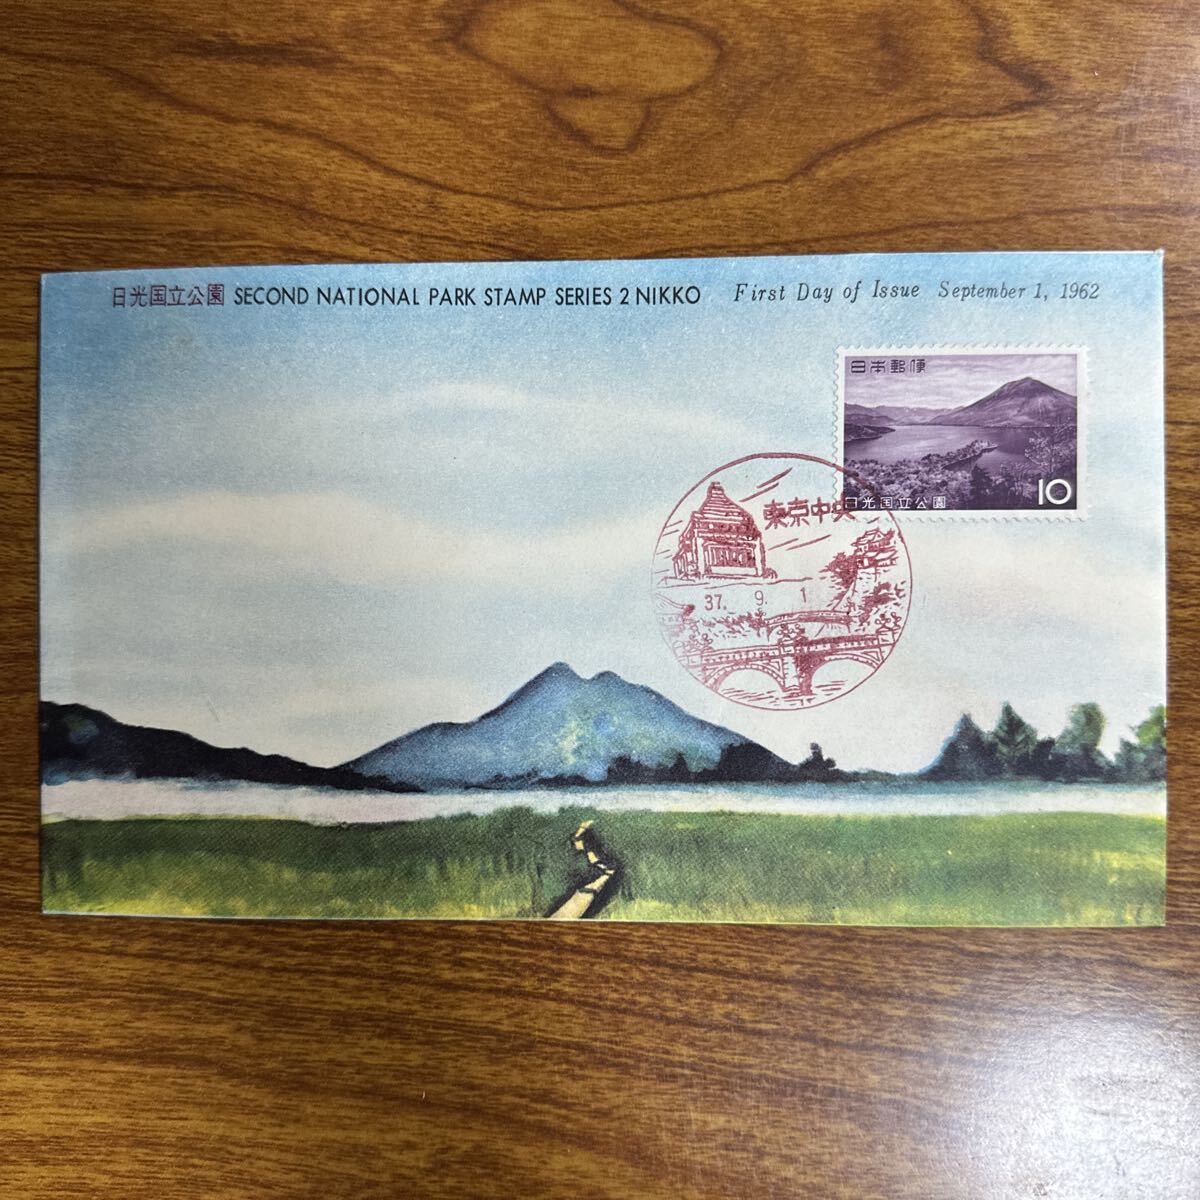 日光国立公園 SECOND NATIONAL PARK STAMP SERIES 2 NIKKO First Day of Issue September 1, 1962
日本郵便
日光国立公園 10
東京中央
37. 9. 1